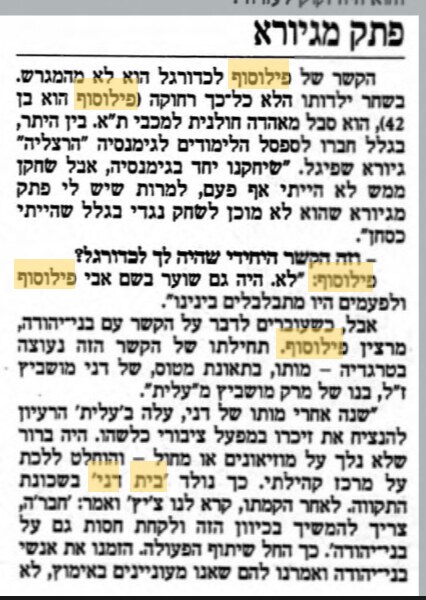 פתק מגיורא
הקשר של פילוסוף לכדורגל הוא לא מהמגרש.
בשחר ילדותו הלא כל־כך רחוקה (פילוסוף הוא בן
42), הוא סבל מאהדה חולנית למכבי ת"א. בין היתר,
בגלל חברו לספסל הלימודים לגימנסיה "הרצליה"
גיורא שפיגל. "שיחקנו יחד בגימנסיה, אבל שחקן
ממש לא הייתי אף פעם, למרות שיש לי פתק
מגיורא שהוא לא מוכן לשחק נגדי בגלל שהייתי
כסחן".
– וזה הקשר היחידי שהיה לך לכדורגל?
פילוסוף: "לא. היה גם שוער בשם אבי פילוסוף
ולפעמים היו מתבלבלים בינינו".
אבל, כשעוברים לדבר על הקשר עם בני־יהודה,
מרצין פילוסוף. תחילתו של הקשר הזה נעוצה
בטרגדיה – מותו, בתאונת מטוס, של דני מושביץ
ז"ל, בנו של מרק מושביץ מ"עלית".
"שנה אחרי מותו של דני, עלה ב'עלית' הרעיון
להנציח את זיכרו במפעל ציבורי כלשהו. היה ברור
שלא נלך על מוזיאונים או מחול – והוחלט ללכת
על מרכז קהילתי. כך נולד 'בית דני' בשכונת
התקווה. לאחר הקמתו, קרא לנו צ'יץ' ואמר: 'חבר'ה,
צריך להמשיך בכיוון הזה ולקחת חסות גם על
בני־יהודה'. כך החל שיתוף הפעולה. הזמנו את אנשי
בני־יהודה ואמרנו להם שאנו מעוניינים באימוץ, לא